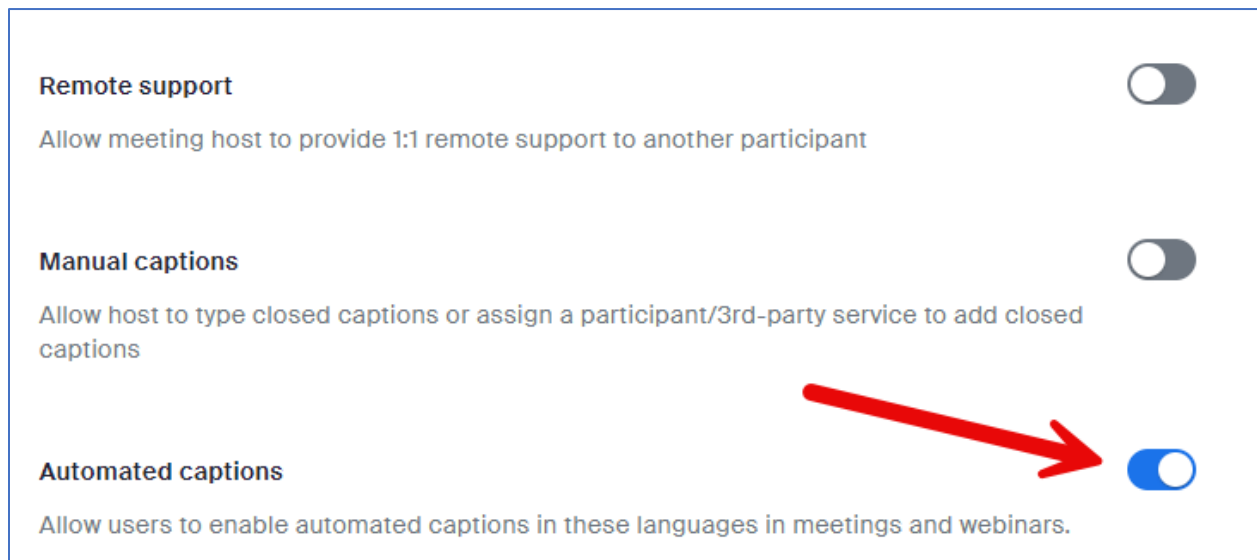 Remote support
Allow meeting host to provide 1:1 remote support to another participant
Manual captions
Allow host to type closed captions or assign a participant/3rd-party service to add closed
captions
Automated captions
Allow users to enable automated captions in these languages in meetings and webinars.